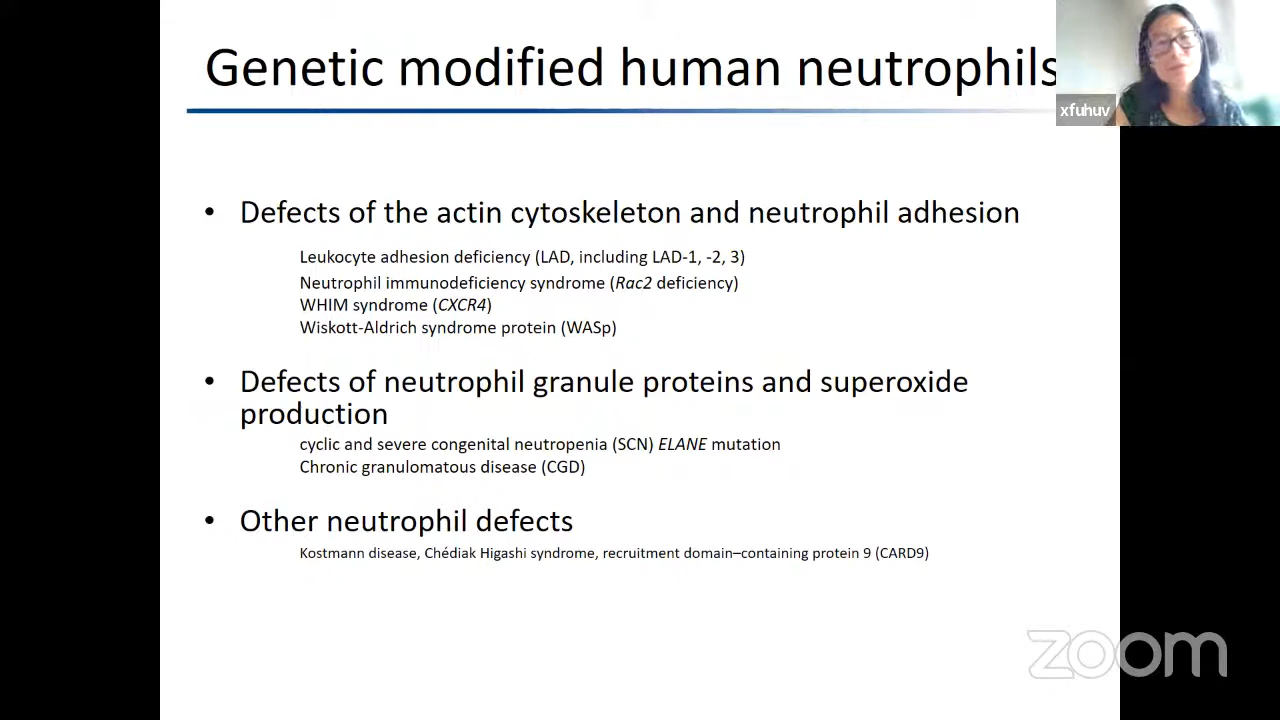 Genetic modified human neutrophils
xfuhuv
• Defects of the actin cytoskeleton and neutrophil adhesion
Leukocyte adhesion deficiency (LAD, including LAD-1, -2, 3)
Neutrophil immunodeficiency syndrome (Rac2 deficiency)
WHIM syndrome (CXCR4)
Wiskott-Aldrich syndrome protein (WASp)
• Defects of neutrophil granule proteins and superoxide
production
cyclic and severe congenital neutropenia (SCN) ELANE mutation
Chronic granulomatous disease (CGD)
• Other neutrophil defects
Kostmann disease, Chédiak Higashi syndrome, recruitment domain–containing protein 9 (CARD9)
zoom